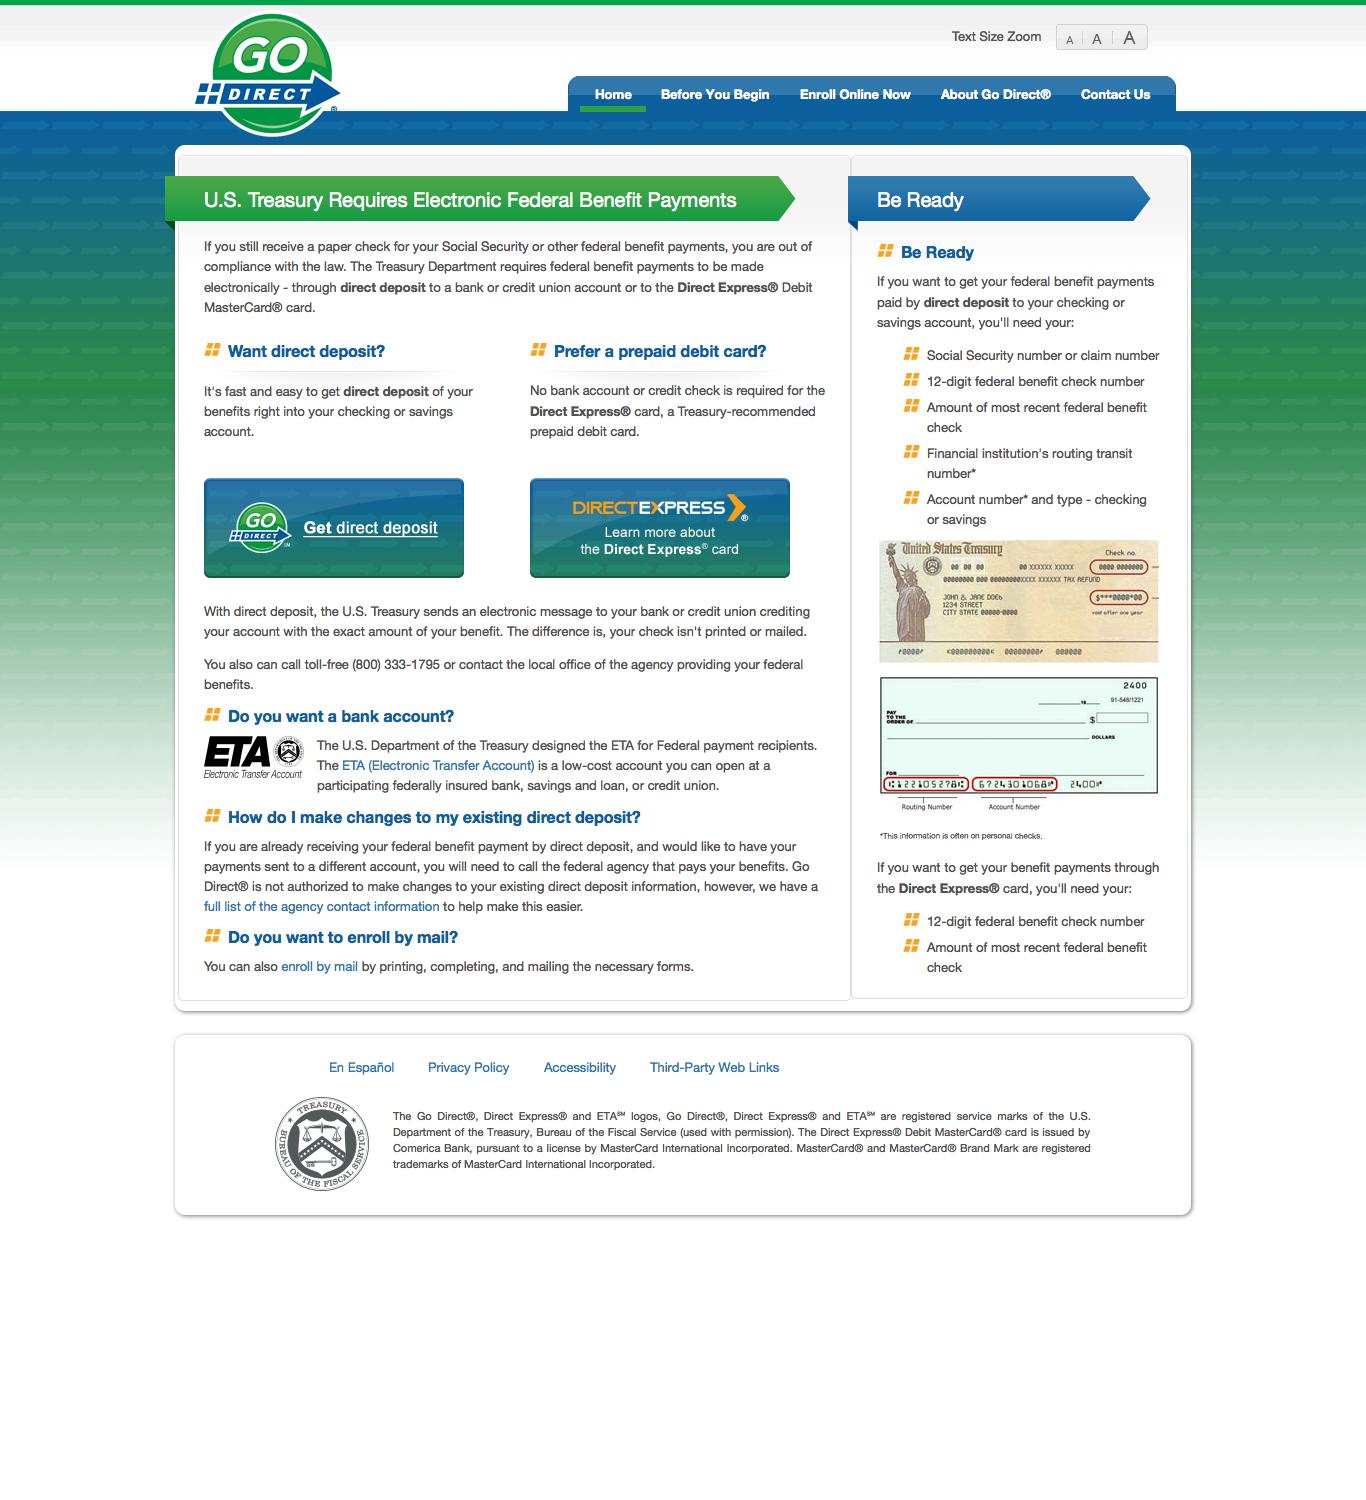 GO
DIRECT®
Text Size Zoom A A A
Home Before You Begin Enroll Online Now About Go Direct® Contact Us
U.S. Treasury Requires Electronic Federal Benefit Payments
If you still receive a paper check for your Social Security or other federal benefit payments, you are out of
compliance with the law. The Treasury Department requires federal benefit payments to be made
electronically - through direct deposit to a bank or credit union account or to the Direct Express® Debit
MasterCard® card.
Want direct deposit?
It's fast and easy to get direct deposit of your
benefits right into your checking or savings
account.
GO
DIRECT℠
Get direct deposit
Prefer a prepaid debit card?
No bank account or credit check is required for the
Direct Express® card, a Treasury-recommended
prepaid debit card.
DIRECTEXPRESS®
Learn more about
the Direct Express® card
With direct deposit, the U.S. Treasury sends an electronic message to your bank or credit union crediting
your account with the exact amount of your benefit. The difference is, your check isn't printed or mailed.
You also can call toll-free (800) 333-1795 or contact the local office of the agency providing your federal
benefits.
Do you want a bank account?
ETA
Electronic Transfer Account
The U.S. Department of the Treasury designed the ETA for Federal payment recipients.
The ETA (Electronic Transfer Account) is a low-cost account you can open at a
participating federally insured bank, savings and loan, or credit union.
How do I make changes to my existing direct deposit?
If you are already receiving your federal benefit payment by direct deposit, and would like to have your
payments sent to a different account, you will need to call the federal agency that pays your benefits. Go
Direct® is not authorized to make changes to your existing direct deposit information, however, we have a
full list of the agency contact information to help make this easier.
Do you want to enroll by mail?
You can also enroll by mail by printing, completing, and mailing the necessary forms.
Be Ready
Be Ready
If you want to get your federal benefit payments
paid by direct deposit to your checking or
savings account, you'll need your:
Social Security number or claim number
12-digit federal benefit check number
Amount of most recent federal benefit
check
Financial institution's routing transit
number*
Account number* and type - checking
or savings
United States Treasury
Check no.
00 00 00 00 XXXXXX XXXXX 0000 0000000
00000000 000 00000000XXXX XXXXXX TAX REFUND
JOHN & JANE DOE
1234 STREET
CITY STATE 00000-0000
$***0000*00
void after one year
2400
91-548/1221
19
PAY
TO THE
ORDER OF
$
DOLLARS
FOR
122105278 6724301068 2400
Routing Number Account Number
*This information is often on personal checks.
If you want to get your benefit payments through
the Direct Express® card, you'll need your:
12-digit federal benefit check number
Amount of most recent federal benefit
check
En Español Privacy Policy Accessibility Third-Party Web Links
TREASURY
BUREAU OF THE FISCAL SERVICE
The Go Direct®, Direct Express® and ETA℠ logos, Go Direct®, Direct Express® and ETA℠ are registered service marks of the U.S.
Department of the Treasury, Bureau of the Fiscal Service (used with permission). The Direct Express® Debit MasterCard® card is issued by
Comerica Bank, pursuant to a license by MasterCard International Incorporated. MasterCard® and MasterCard® Brand Mark are registered
trademarks of MasterCard International Incorporated.